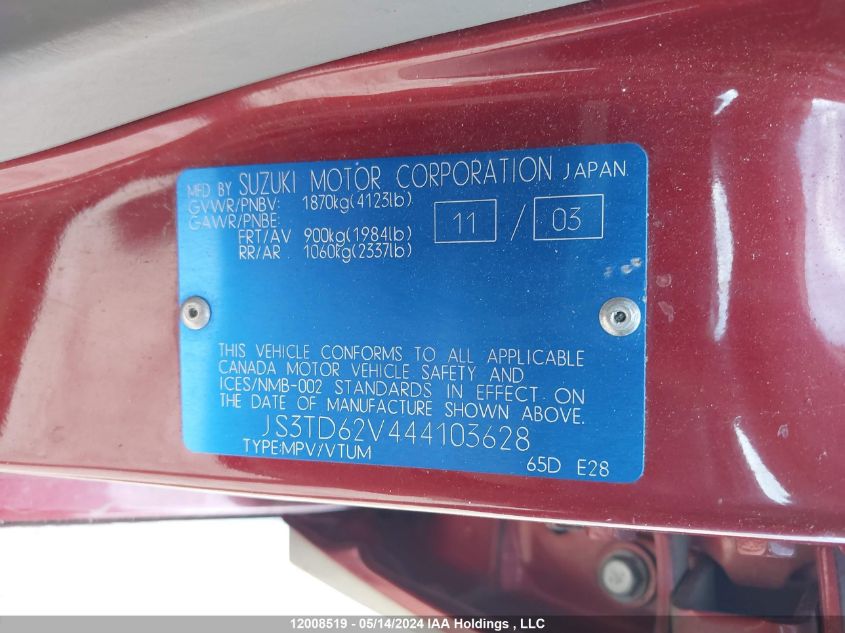 MFD BY SUZUKI MOTOR CORPORATION JAPAN
GVWR/PNBV: 1870kg(4123lb)
GAWR/PNBE:
FRT/AV 900kg(1984lb)
RR/AR 1060kg(2337lb)
11 / 03
THIS VEHICLE CONFORMS TO ALL APPLICABLE
CANADA MOTOR VEHICLE SAFETY AND
ICES/NMB-002 STANDARDS IN EFFECT ON
THE DATE OF MANUFACTURE SHOWN ABOVE.
JS3TD62V444103628
TYPE:MPV/VTUM
65D E28
12008519 - 05/14/2024 IAA Holdings , LLC